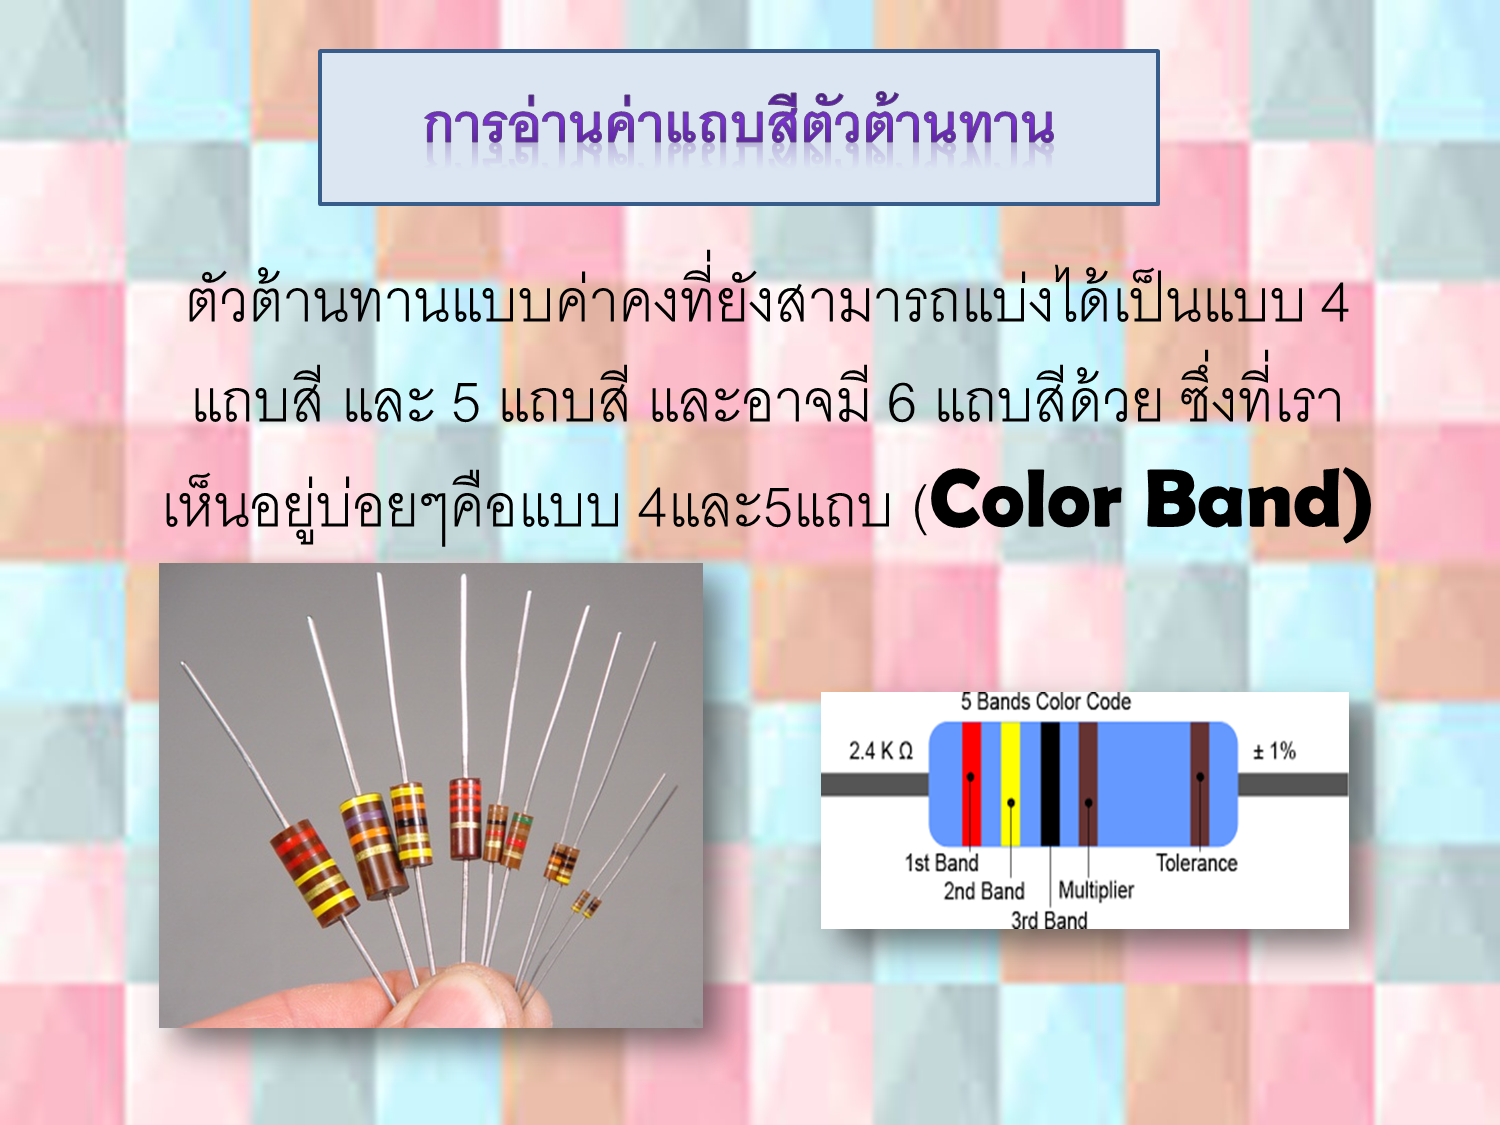 การอ่านค่าแถบสีตัวต้านทาน
ตัวต้านทานแบบค่าคงที่ยังสามารถแบ่งได้เป็นแบบ 4
แถบสี และ 5 แถบสี และอาจมี 6 แถบสีด้วย ซึ่งที่เรา
เห็นอยู่บ่อยๆคือแบบ 4และ5แถบ (Color Band)
5 Bands Color Code
2.4 K Ω
± 1%
1st Band
Tolerance
2nd Band
Multiplier
3rd Band